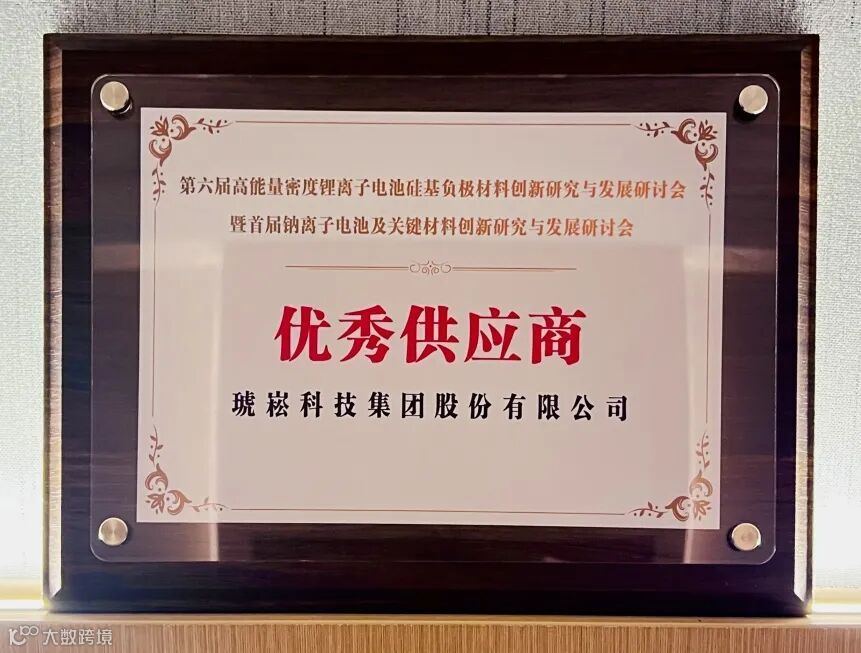 第六届高能量密度锂离子电池硅基负极材料创新研究与发展研讨会
暨首届钠离子电池及关键材料创新研究与发展研讨会
优秀供应商
琥崧科技集团股份有限公司
大数跨境